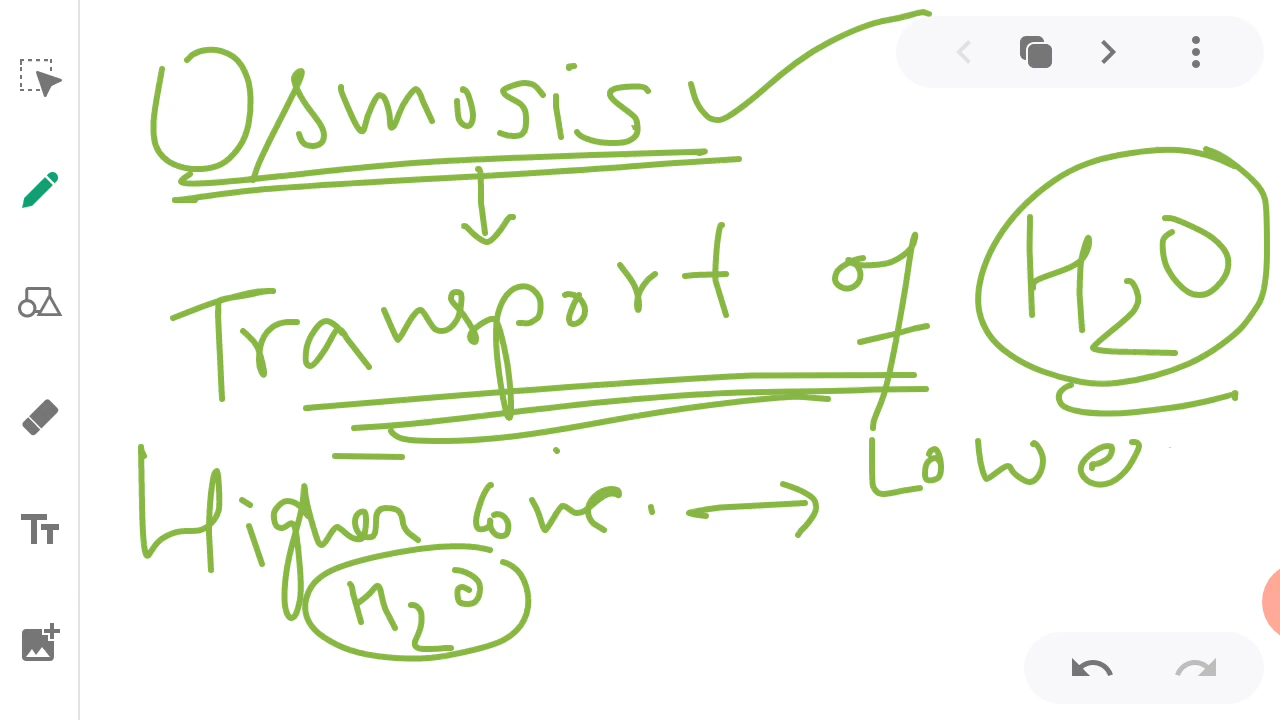 Osmosis
Transport of H2O
Higher conc. → Lowe
H2O